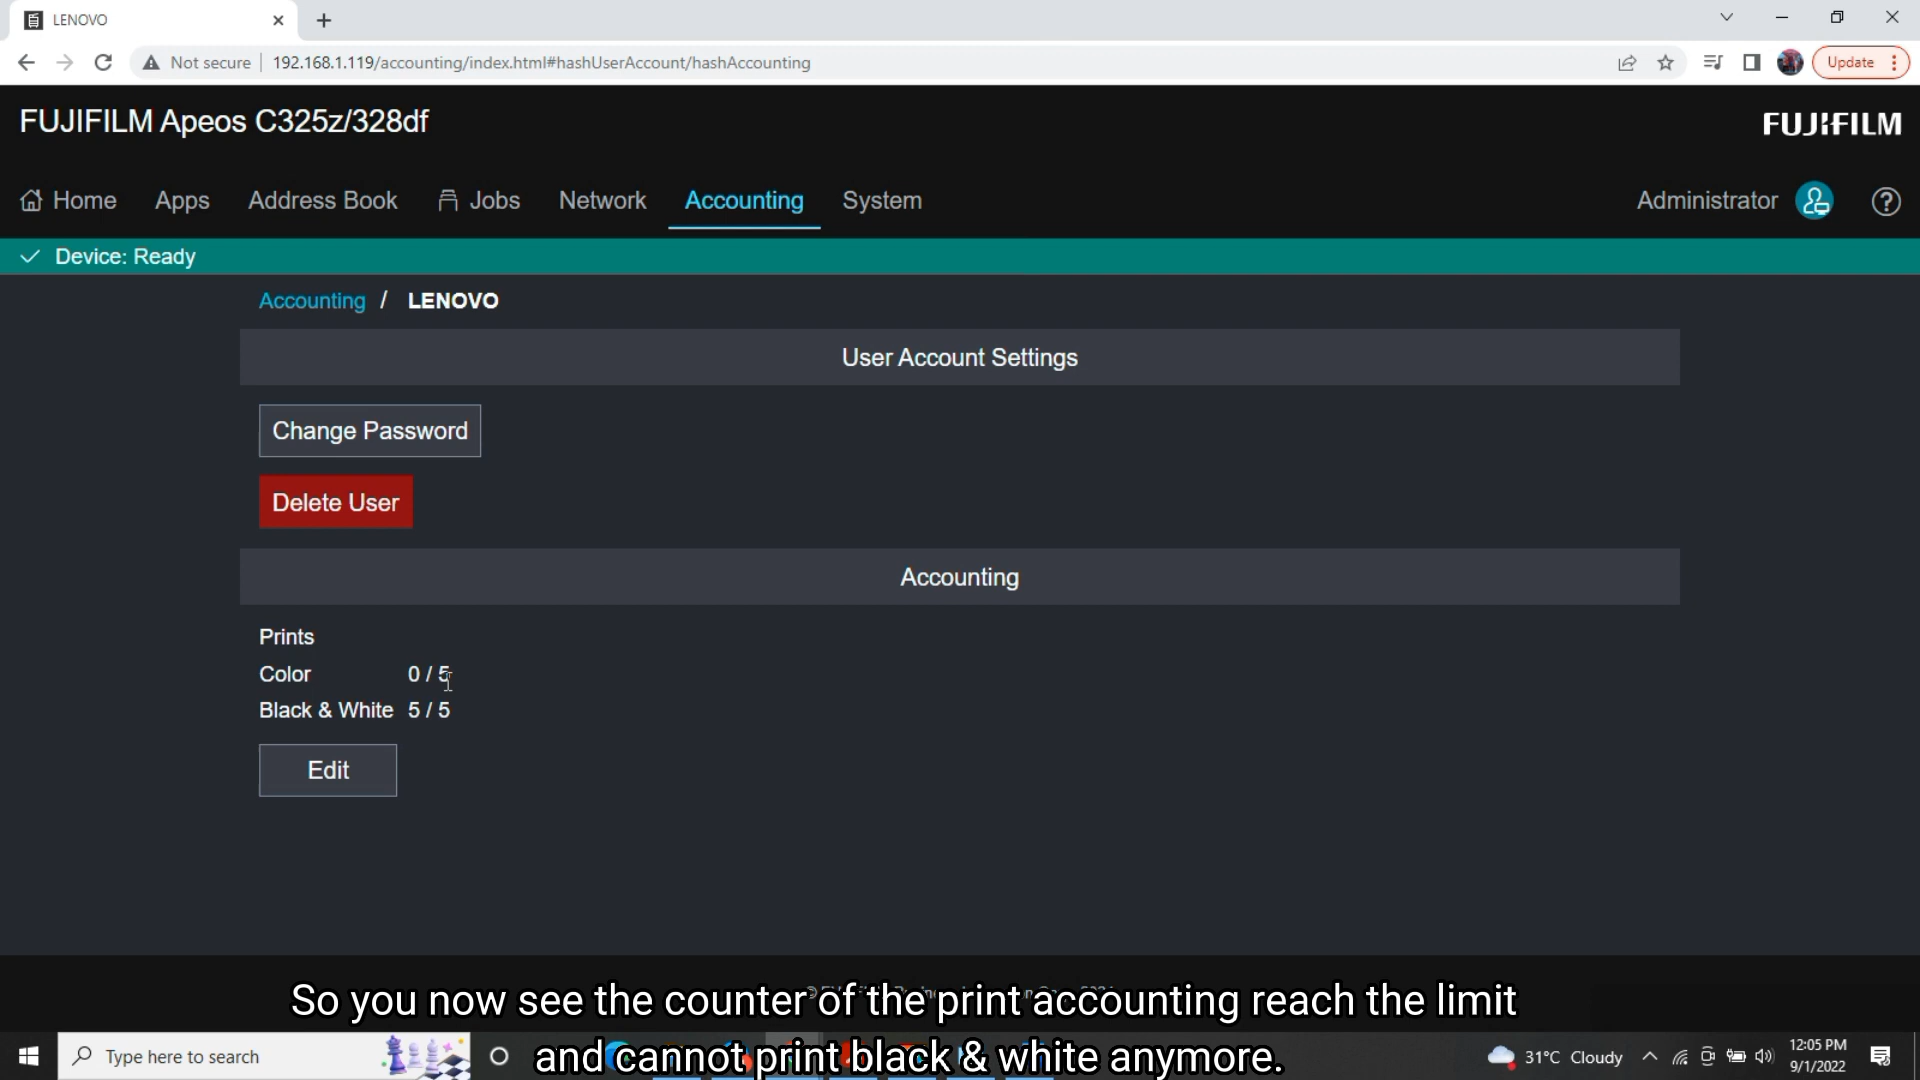 LENOVO
Not secure
192.168.1.119/accounting/index.html#hashUserAccount/hashAccounting
Update
FUJIFILM Apeos C325z/328df
FUJIFILM
Home Apps Address Book Jobs Network Accounting System
Administrator
Device: Ready
Accounting / LENOVO
User Account Settings
Change Password
Delete User
Accounting
Prints
Color 0 / 5
Black & White 5 / 5
Edit
So you now see the counter of the print accounting reach the limit
and cannot print black & white anymore.
Type here to search
31°C Cloudy
12:05 PM
9/1/2022